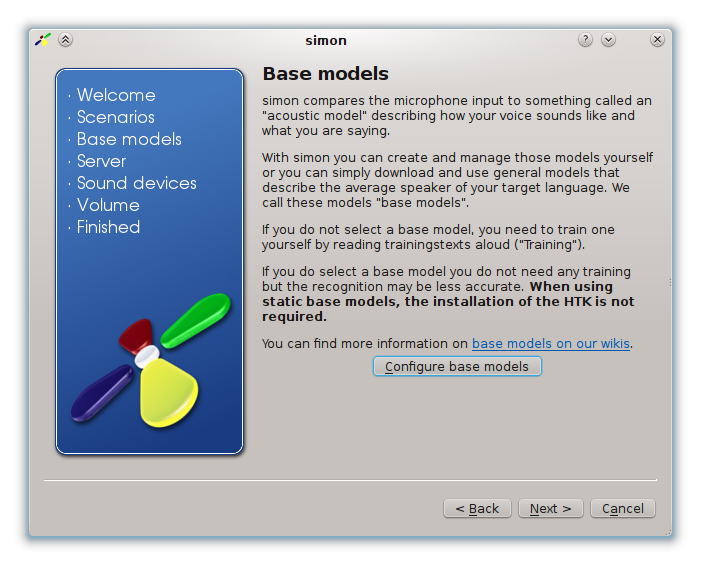 simon
· Welcome
· Scenarios
· Base models
· Server
· Sound devices
· Volume
· Finished
Base models
simon compares the microphone input to something called an
"acoustic model" describing how your voice sounds like and
what you are saying.
With simon you can create and manage those models yourself
or you can simply download and use general models that
describe the average speaker of your target language. We
call these models "base models".
If you do not select a base model, you need to train one
yourself by reading trainingstexts aloud ("Training").
If you do select a base model you do not need any training
but the recognition may be less accurate. When using
static base models, the installation of the HTK is not
required.
You can find more information on base models on our wikis.
Configure base models
< Back
Next >
Cancel